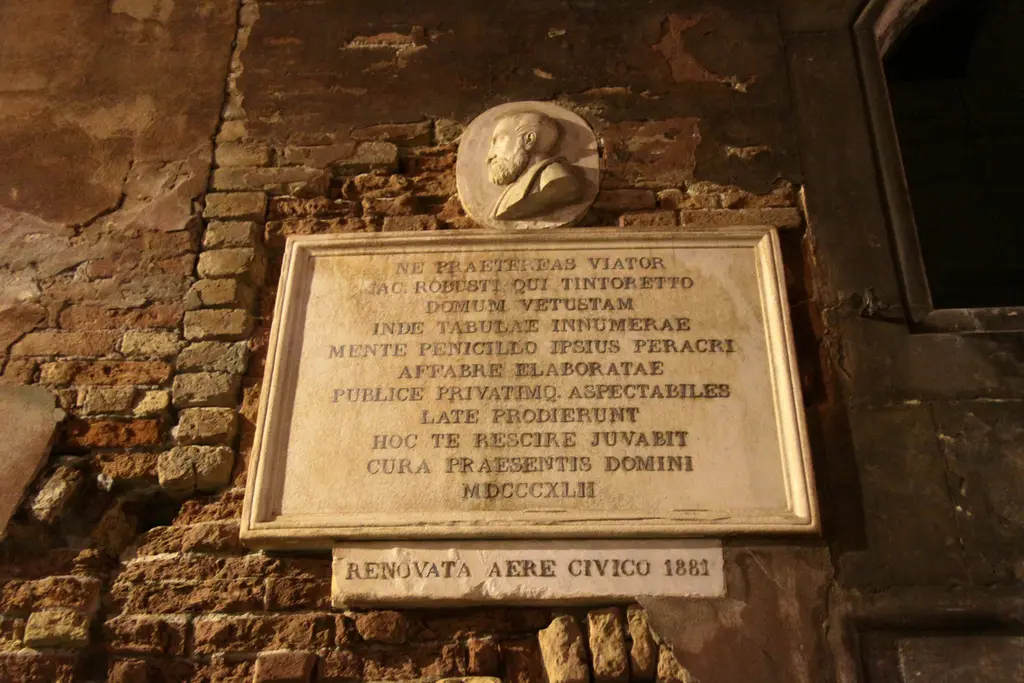 NE PRAETEREAS VIATOR
JAC. ROBUSTI QUI TINTORETTO
DOMUM VETUSTAM
INDE TABULAE INNUMERAE
MENTE PENICILLO IPSIUS PERACRI
AFFABRE ELABORATAE
PUBLICE PRIVATIMQ. ASPECTABILES
LATE PRODIERUNT
HOC TE RESCIRE JUVABIT
CURA PRAESENTIS DOMINI
MDCCCXLII
RENOVATA AERE CIVICO 1881